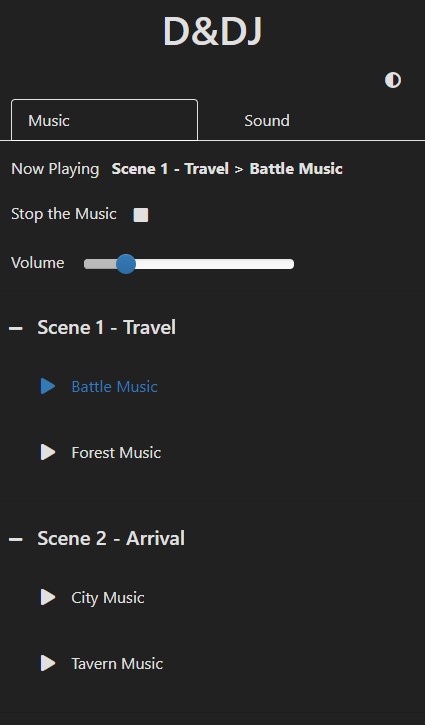 D&DJ
Music Sound
Now Playing Scene 1 - Travel > Battle Music
Stop the Music
Volume
Scene 1 - Travel
Battle Music
Forest Music
Scene 2 - Arrival
City Music
Tavern Music